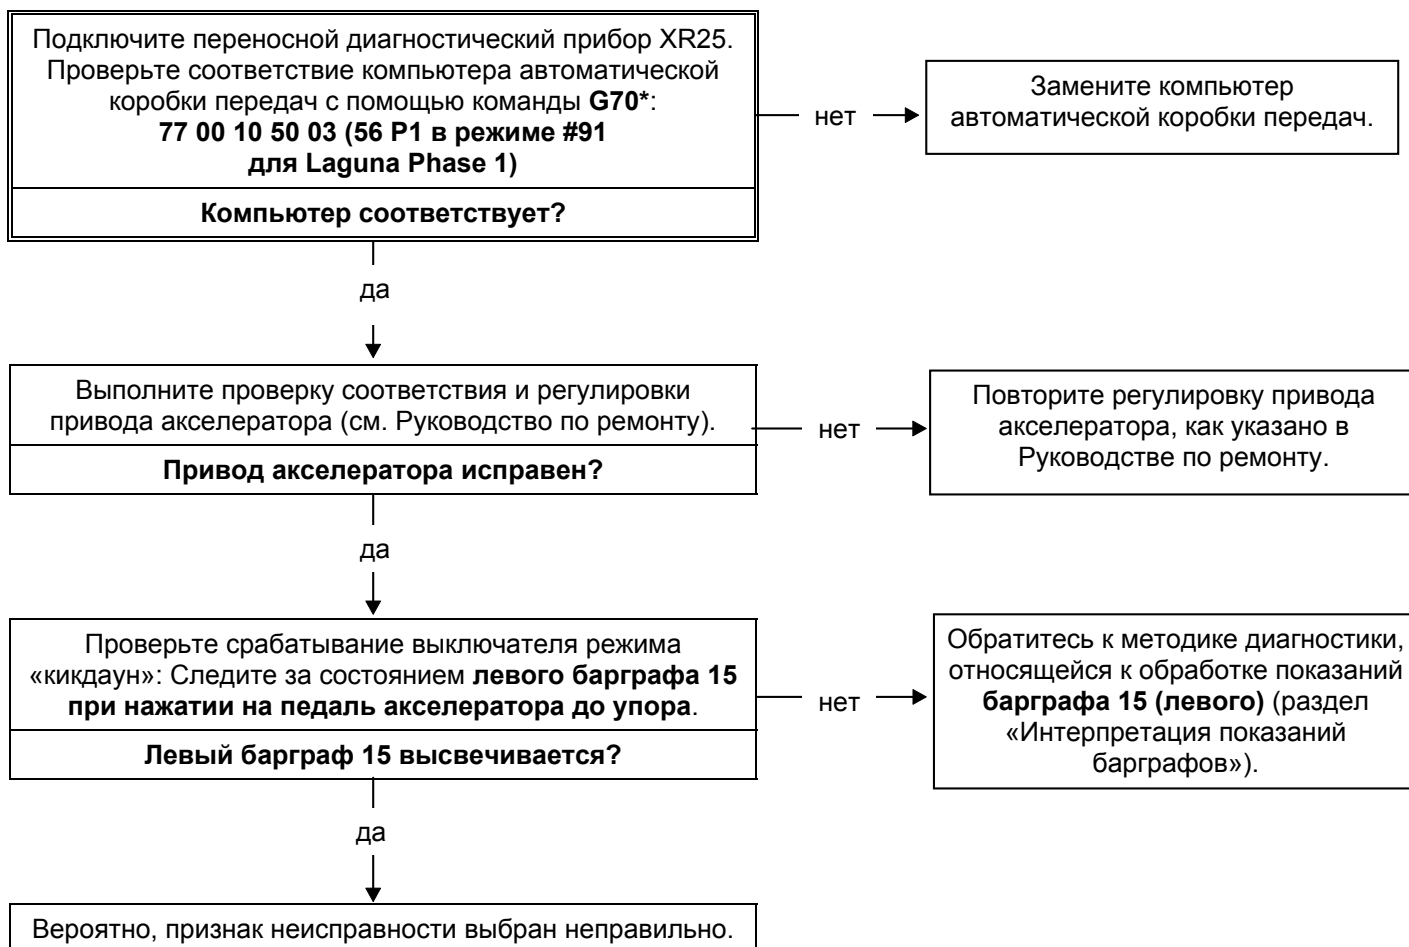 Подключите переносной диагностический прибор XR25.
Проверьте соответствие компьютера автоматической
коробки передач с помощью команды G70*:
77 00 10 50 03 (56 P1 в режиме #91
для Laguna Phase 1)
Компьютер соответствует?
нет
Замените компьютер
автоматической коробки передач.
да
Выполните проверку соответствия и регулировки
привода акселератора (см. Руководство по ремонту).
Привод акселератора исправен?
нет
Повторите регулировку привода
акселератора, как указано в
Руководстве по ремонту.
да
Проверьте срабатывание выключателя режима
«кикдаун»: Следите за состоянием левого барграфа 15
при нажатии на педаль акселератора до упора.
Левый барграф 15 высвечивается?
нет
Обратитесь к методике диагностики,
относящейся к обработке показаний
барграфа 15 (левого) (раздел
«Интерпретация показаний
барграфов»).
да
Вероятно, признак неисправности выбран неправильно.